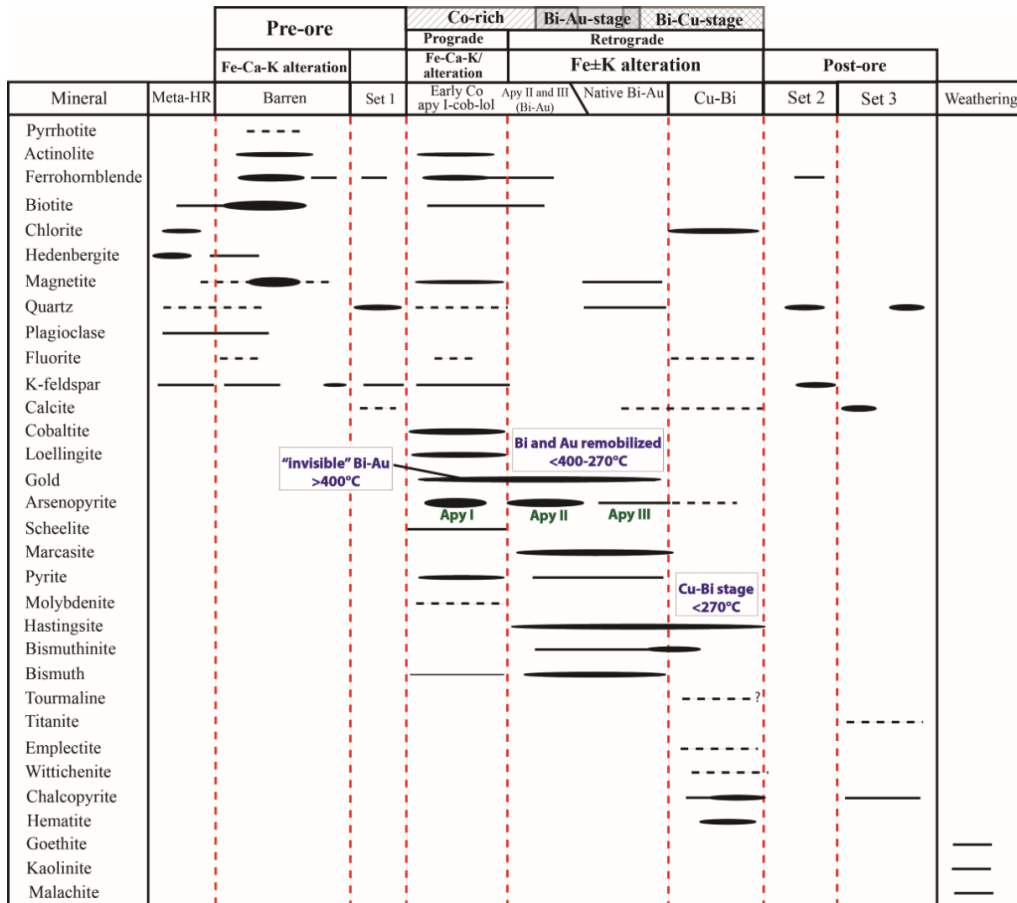 Co-rich Bi-Au-stage Bi-Cu-stage
Pre-ore Prograde Retrograde
Fe-Ca-K alteration Fe-Ca-K/ alteration Fe±K alteration Post-ore
Mineral Meta-HR Barren Set 1 Early Co apy I-cob-lol Apy II and III (Bi-Au) Native Bi-Au Cu-Bi Set 2 Set 3 Weathering
Pyrrhotite
Actinolite
Ferrohornblende
Biotite
Chlorite
Hedenbergite
Magnetite
Quartz
Plagioclase
Fluorite
K-feldspar
Calcite
Cobaltite
Loellingite
"invisible" Bi-Au
>400°C
Bi and Au remobilized
<400-270°C
Gold
Arsenopyrite
Apy I Apy II Apy III
Scheelite
Marcasite
Pyrite
Cu-Bi stage
<270°C
Molybdenite
Hastingsite
Bismuthinite
Bismuth
Tourmaline ?
Titanite
Emplectite
Wittichenite
Chalcopyrite
Hematite
Goethite
Kaolinite
Malachite